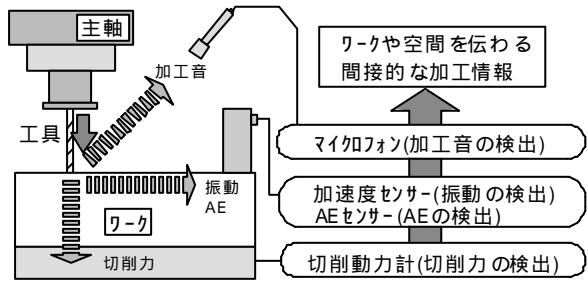 主軸
加工音
工具
振動
AE
ワーク
切削力
ワークや空間を伝わる
間接的な加工情報
マイクロフォン(加工音の検出)
加速度センサー(振動の検出)
AEセンサー(AEの検出)
切削動力計(切削力の検出)